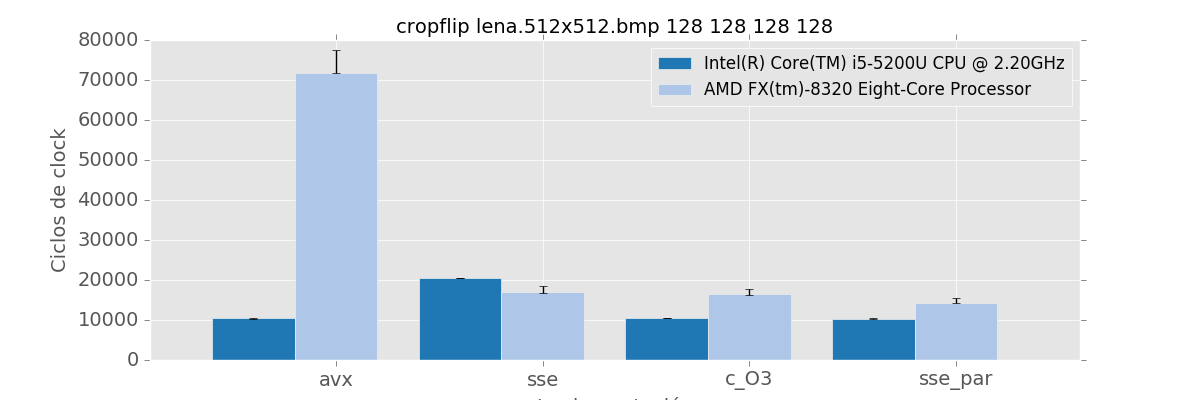 cropflip lena.512x512.bmp 128 128 128 128
Intel(R) Core(TM) i5-5200U CPU @ 2.20GHz
AMD FX(tm)-8320 Eight-Core Processor
Ciclos de clock
80000
70000
60000
50000
40000
30000
20000
10000
0
avx sse c_O3 sse_par